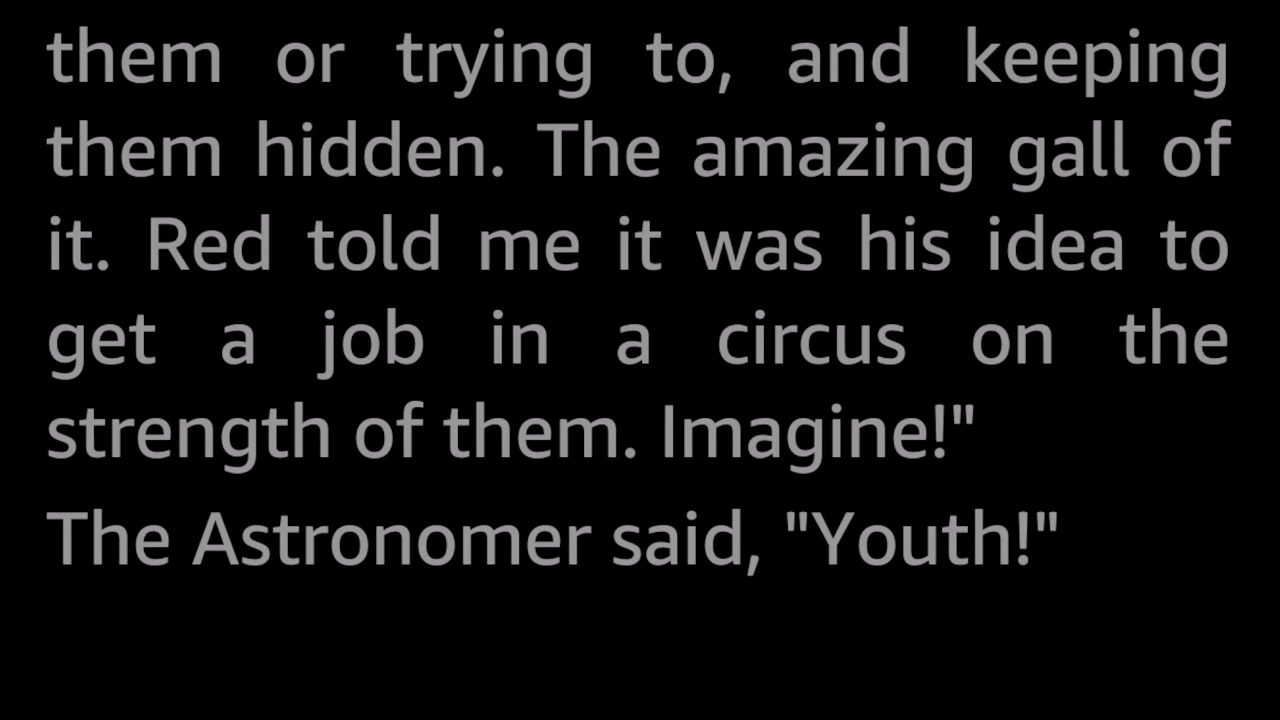 them or trying to, and keeping
them hidden. The amazing gall of
it. Red told me it was his idea to
get a job in a circus on the
strength of them. Imagine!"
The Astronomer said, "Youth!"